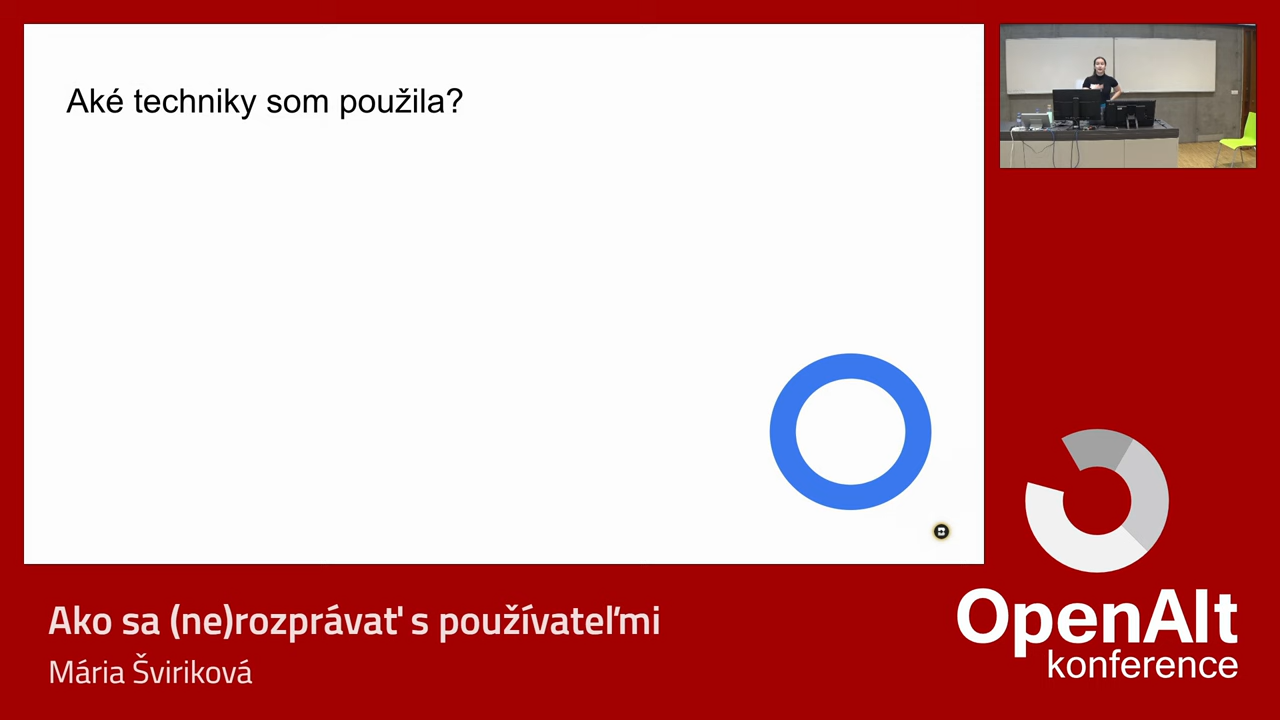 Aké techniky som použila?
Ako sa (ne)rozprávať s používateľmi
Mária Šviriková
OpenAlt
konference